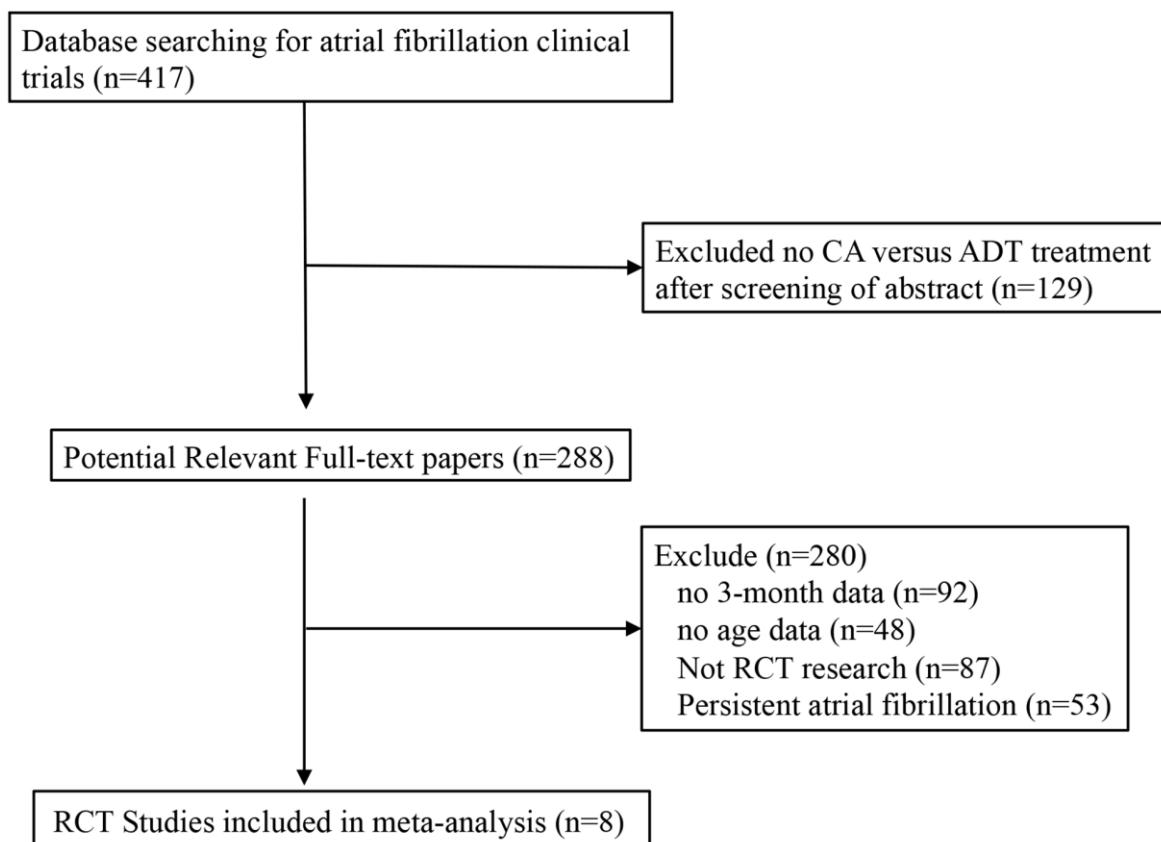 Database searching for atrial fibrillation clinical
trials (n=417)
Excluded no CA versus ADT treatment
after screening of abstract (n=129)
Potential Relevant Full-text papers (n=288)
Exclude (n=280)
no 3-month data (n=92)
no age data (n=48)
Not RCT research (n=87)
Persistent atrial fibrillation (n=53)
RCT Studies included in meta-analysis (n=8)